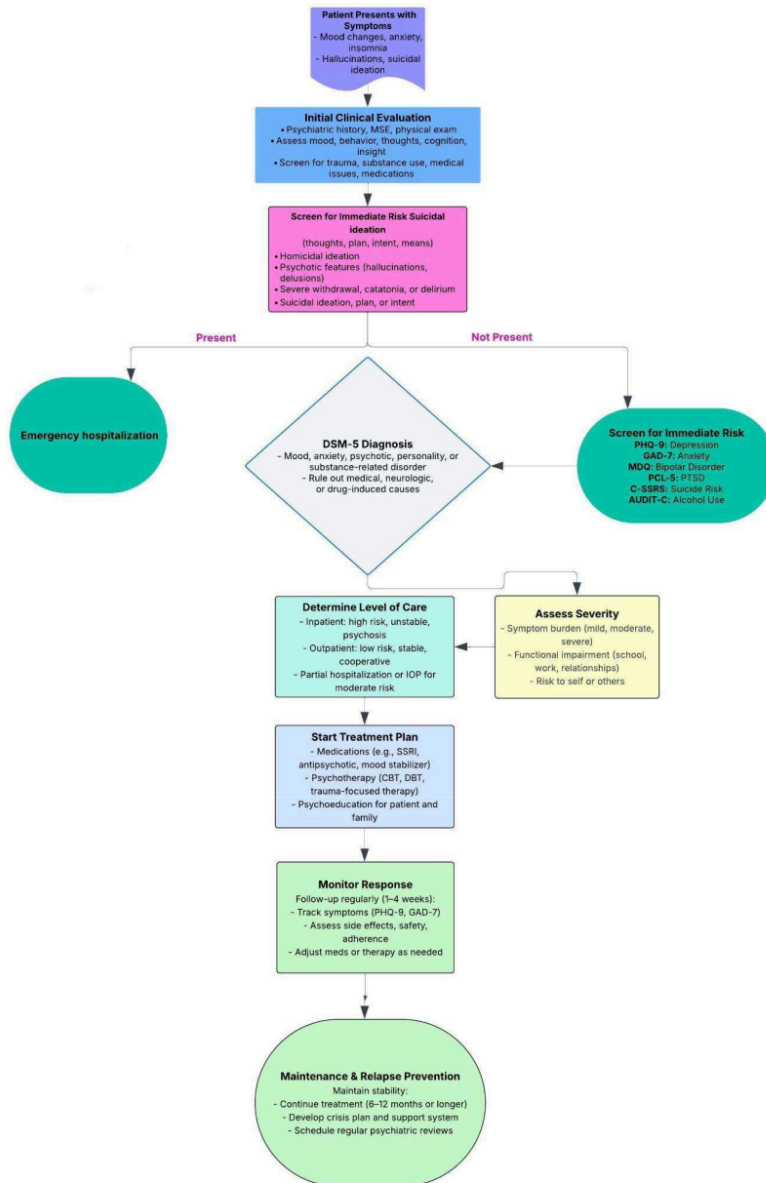 Patient Presents with
Symptoms
- Mood changes, anxiety,
insomnia
- Hallucinations, suicidal
ideation
Initial Clinical Evaluation
• Psychiatric history, MSE, physical exam
• Assess mood, behavior, thoughts, cognition,
insight
• Screen for trauma, substance use, medical
issues, medications
Screen for Immediate Risk Suicidal
ideation
(thoughts, plan, intent, means)
• Homicidal ideation
• Psychotic features (hallucinations,
delusions)
• Severe withdrawal, catatonia, or delirium
• Suicidal ideation, plan, or intent
Present
Not Present
Emergency hospitalization
Screen for Immediate Risk
PHQ-9: Depression
GAD-7: Anxiety
MDQ: Bipolar Disorder
PCL-5: PTSD
C-SSRS: Suicide Risk
AUDIT-C: Alcohol Use
DSM-5 Diagnosis
- Mood, anxiety, psychotic, personality, or
substance-related disorder
- Rule out medical, neurologic,
or drug-induced causes
Assess Severity
- Symptom burden (mild, moderate,
severe)
- Functional impairment (school,
work, relationships)
- Risk to self or others
Determine Level of Care
- Inpatient: high risk, unstable,
psychosis
- Outpatient: low risk, stable,
cooperative
- Partial hospitalization or IOP for
moderate risk
Start Treatment Plan
- Medications (e.g., SSRI,
antipsychotic, mood stabilizer)
- Psychotherapy (CBT, DBT,
trauma-focused therapy)
- Psychoeducation for patient and
family
Monitor Response
Follow-up regularly (1–4 weeks):
- Track symptoms (PHQ-9, GAD-7)
- Assess side effects, safety,
adherence
- Adjust meds or therapy as needed
Maintenance & Relapse Prevention
Maintain stability:
- Continue treatment (6–12 months or longer)
- Develop crisis plan and support system
- Schedule regular psychiatric reviews